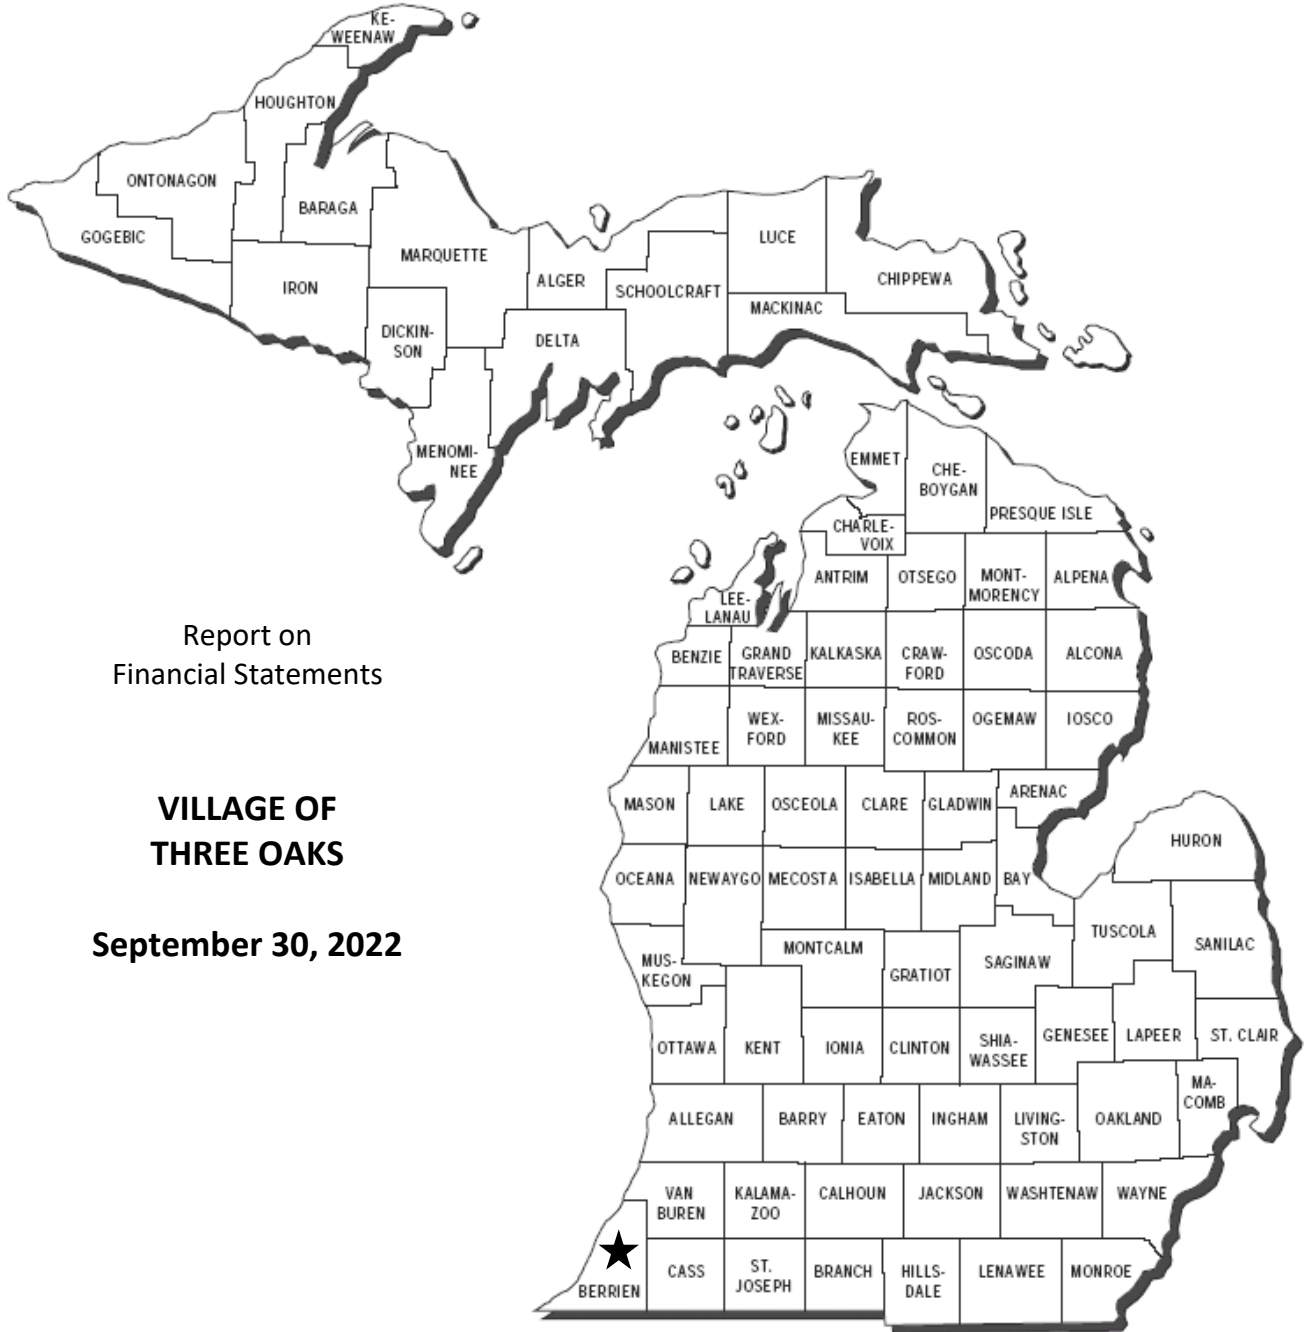 KE-
WEENAW
HOUGHTON
ONTONAGON
BARAGA
GOGEBIC
LUCE
MARQUETTE
CHIPPEWA
ALGER
IRON
SCHOOLCRAFT
MACKINAC
DICKIN-
SON
DELTA
MENOMI-
NEE
EMMET
CHE-
BOYGAN
PRESQUE ISLE
CHARLE-
VOIX
ANTRIM
OTSEGO
MONT-
MORENCY
ALPENA
LEE-
LANAU
Report on
Financial Statements
BENZIE
GRAND
TRAVERSE
KALKASKA
CRAW-
FORD
OSCODA
ALCONA
MANISTEE
WEX-
FORD
MISSAU-
KEE
ROS-
COMMON
OGEMAW
IOSCO
VILLAGE OF
THREE OAKS
MASON
LAKE
OSCEOLA
CLARE
GLADWIN
ARENAC
HURON
OCEANA
NEWAYGO
MECOSTA
ISABELLA
MIDLAND
BAY
September 30, 2022
TUSCOLA
SANILAC
MUS-
KEGON
MONTCALM
GRATIOT
SAGINAW
OTTAWA
KENT
IONIA
CLINTON
SHIA-
WASSEE
GENESEE
LAPEER
ST. CLAIR
MA-
COMB
ALLEGAN
BARRY
EATON
INGHAM
LIVING-
STON
OAKLAND
VAN
BUREN
KALAMA-
ZOO
CALHOUN
JACKSON
WASHTENAW
WAYNE
BERRIEN
CASS
ST.
JOSEPH
BRANCH
HILLS-
DALE
LENAWEE
MONROE